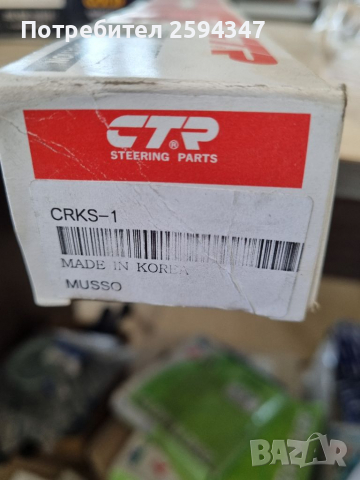 Потребител 2594347
CTR
®
STEERING PARTS
CRKS-1
MADE IN KOREA
MUSSO
BAZAR